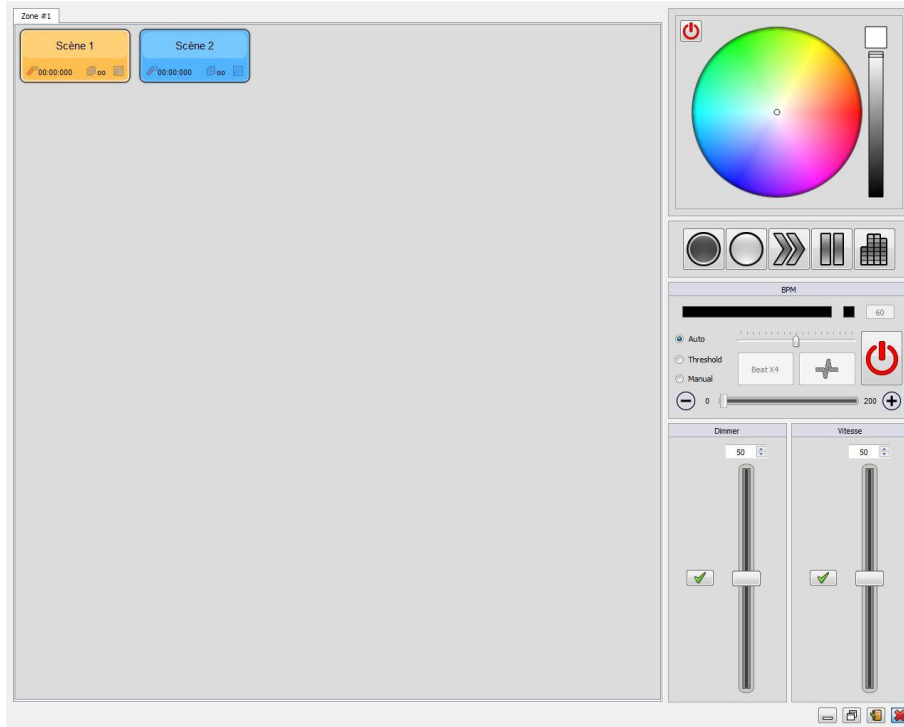 Zone #1
Scène 1
Scène 2
00:00:000 oo
00:00:000 oo
BPM
60
Auto
Threshold
Manual
Beat X4
0
200
Dimmer
Vitesse
50
50